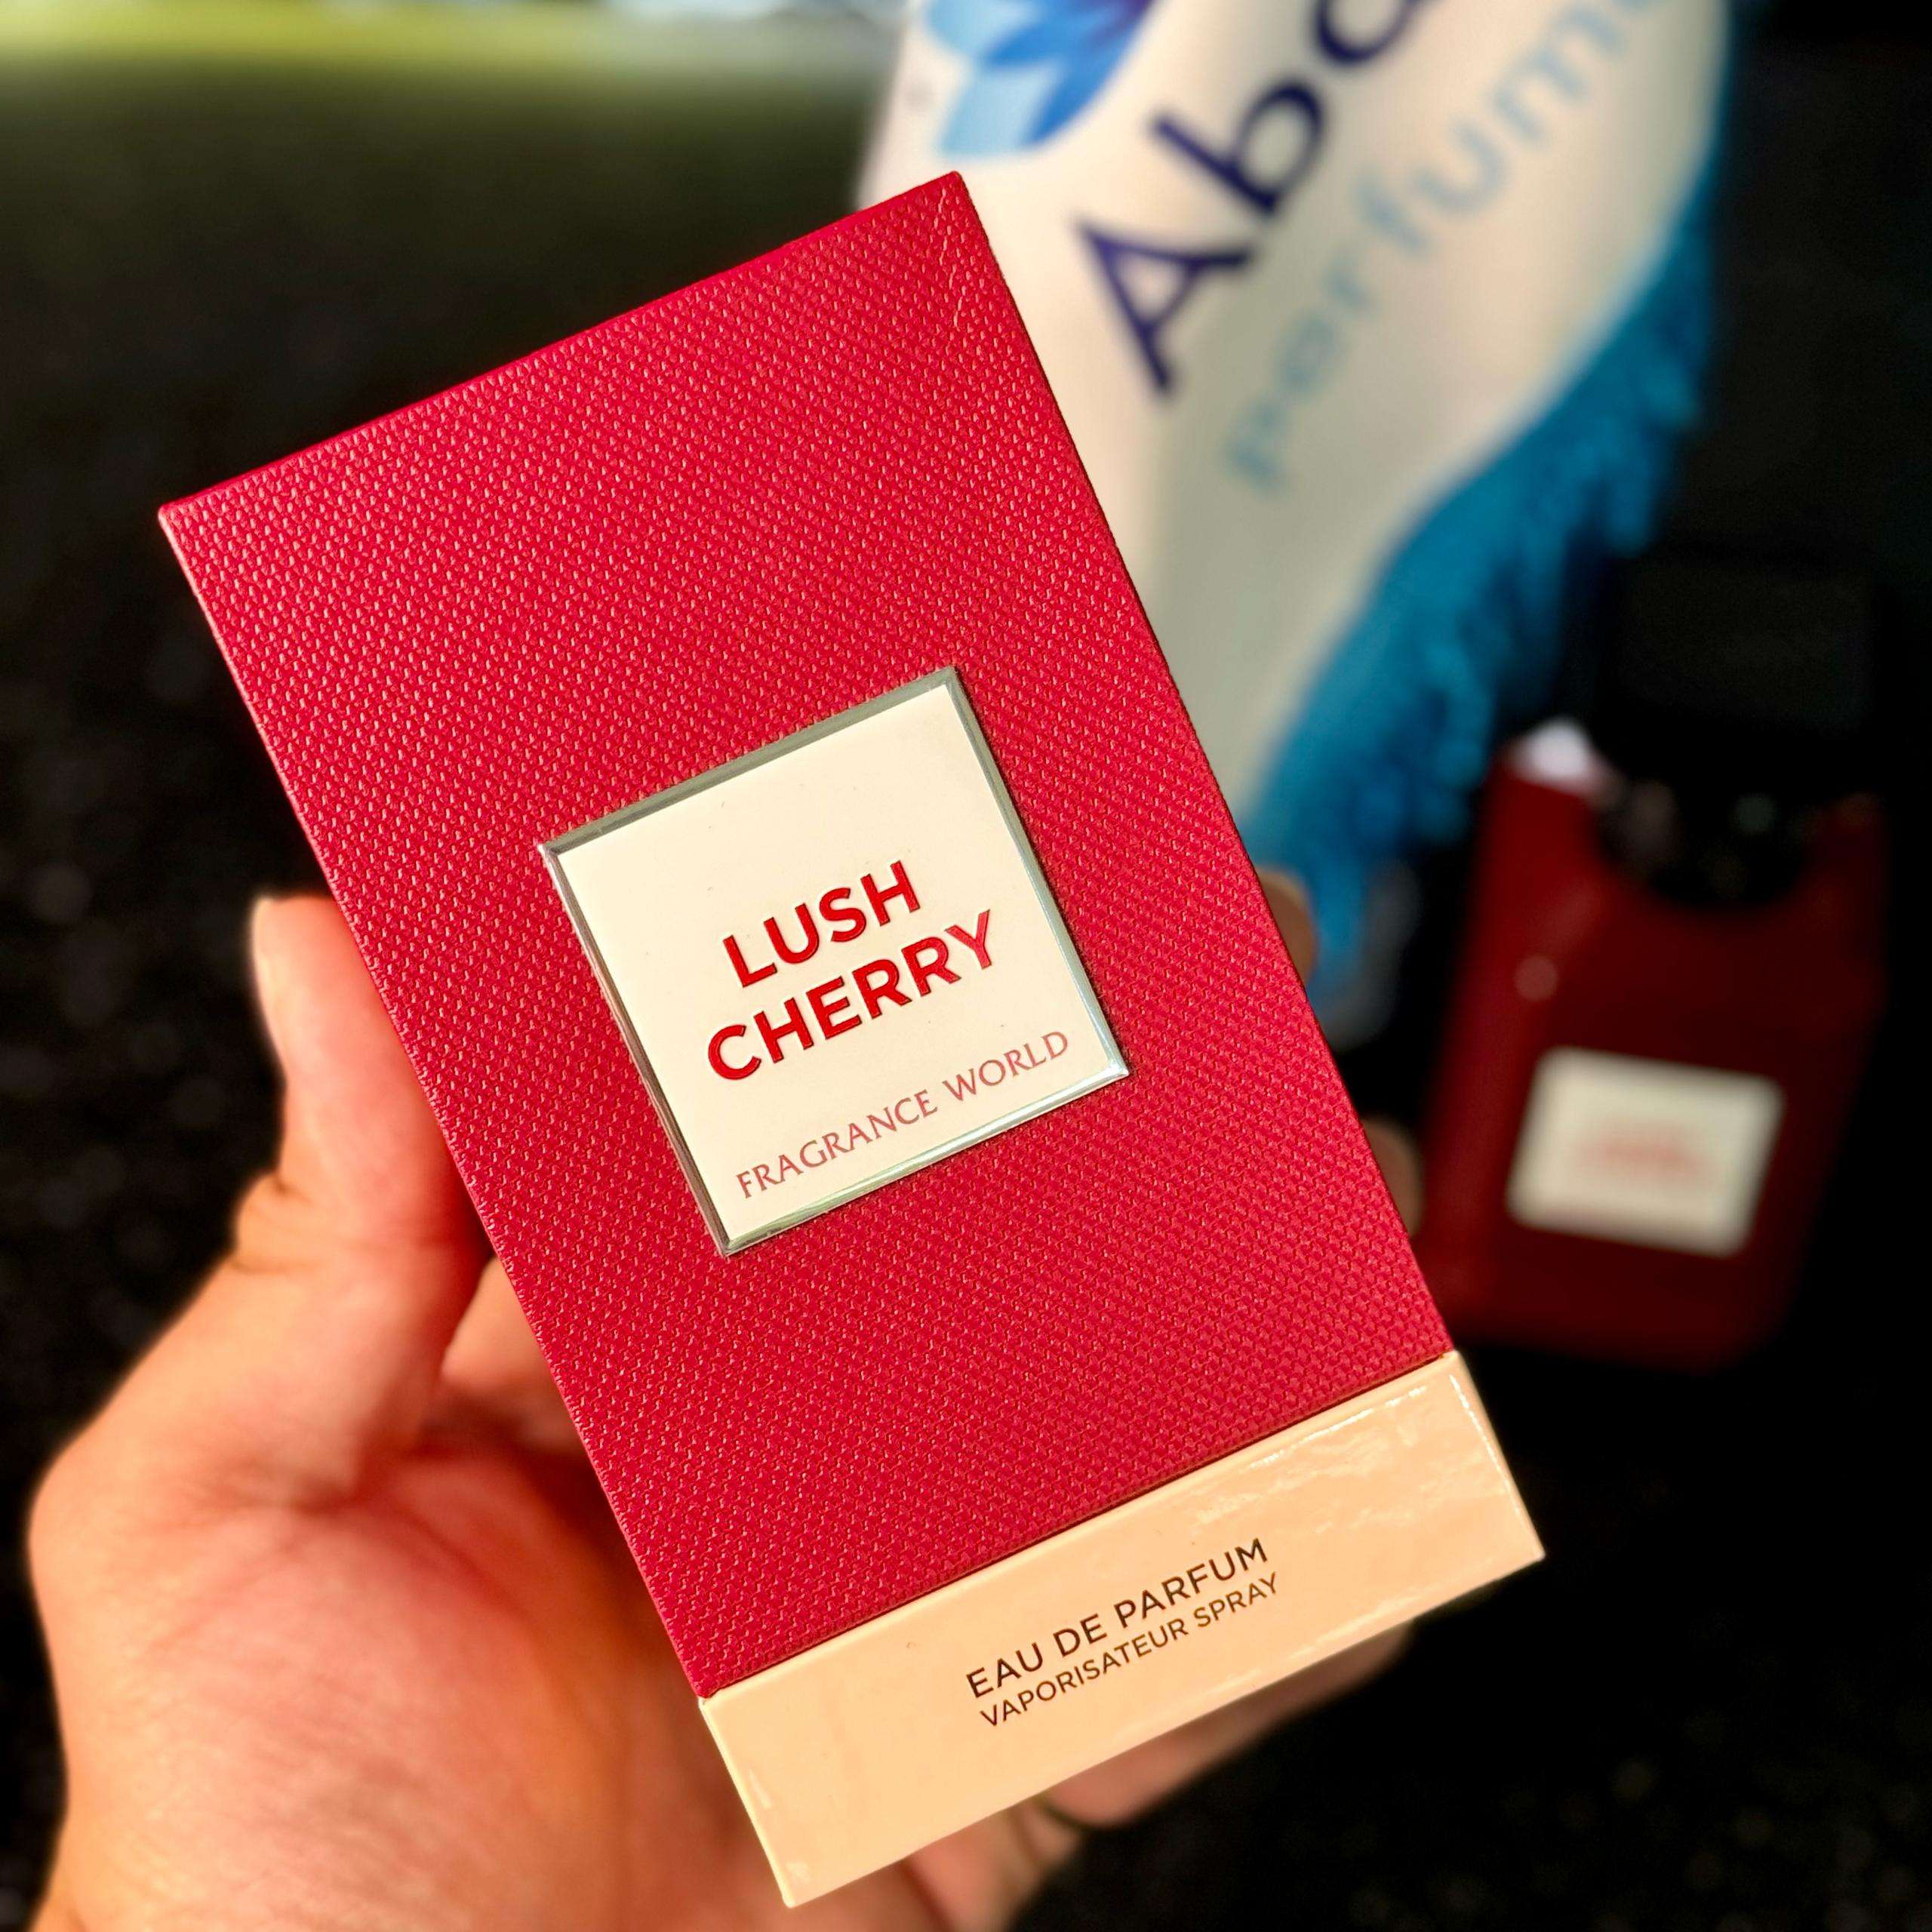 LUSH
CHERRY
FRAGRANCE WORLD
EAU DE PARFUM
VAPORISATEUR SPRAY